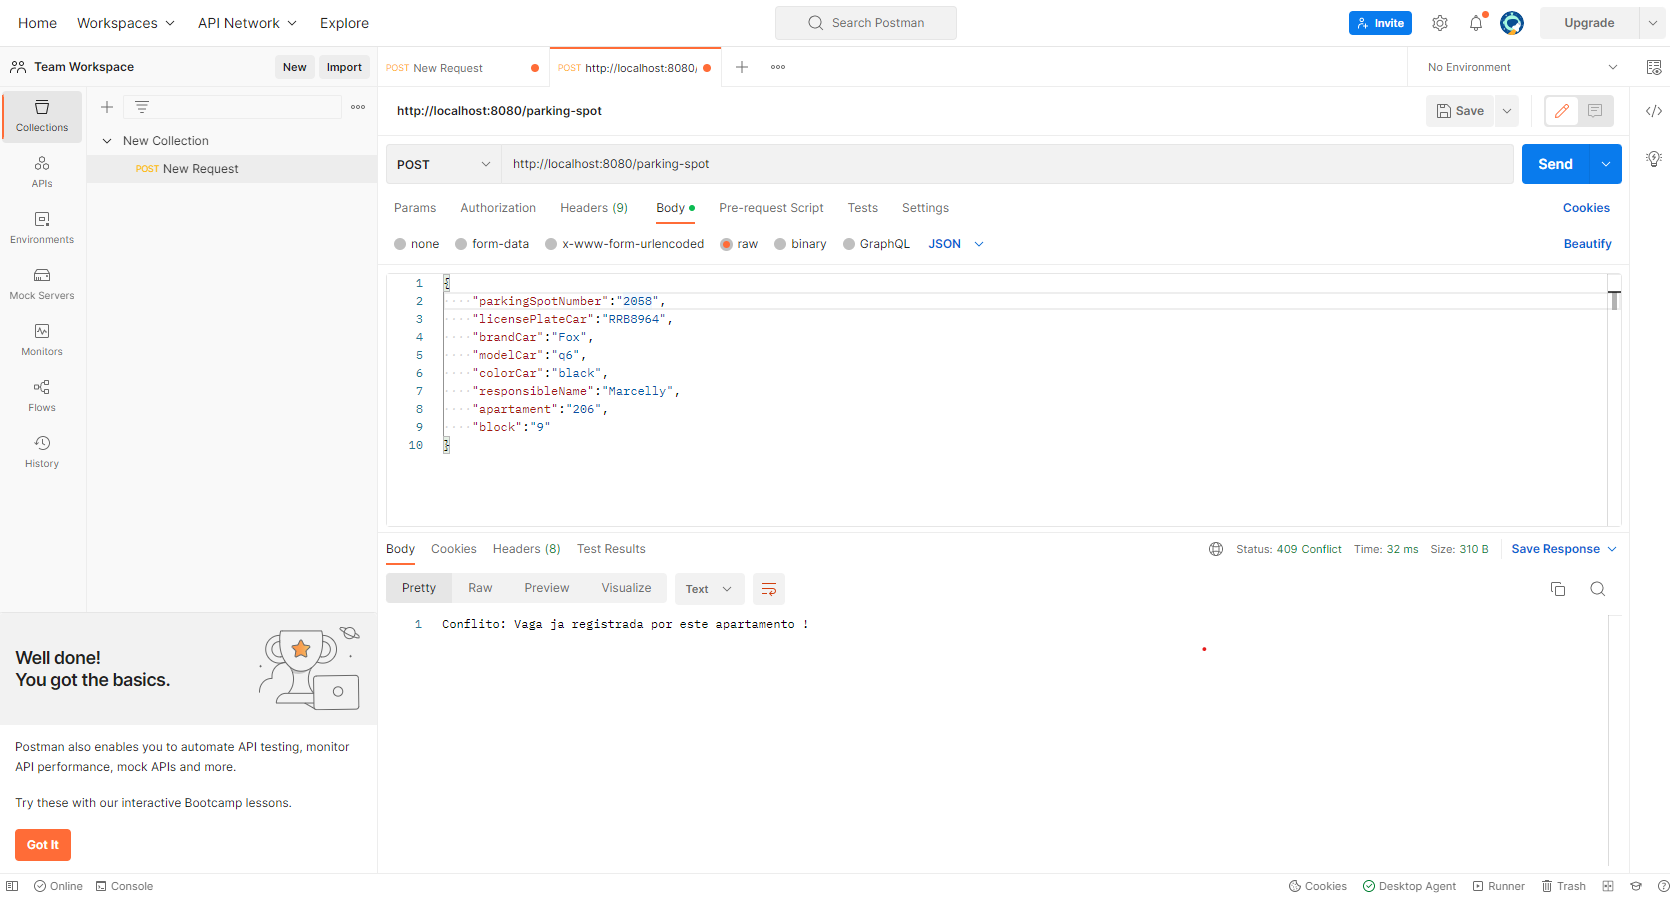 Home Workspaces API Network Explore Search Postman Invite Upgrade
Team Workspace New Import POST New Request POST http://localhost:8080/ No Environment
Collections
APIs
Environments
Mock Servers
Monitors
Flows
History
New Collection
POST New Request
http://localhost:8080/parking-spot Save
POST http://localhost:8080/parking-spot Send
Params Authorization Headers (9) Body Pre-request Script Tests Settings Cookies
none form-data x-www-form-urlencoded raw binary GraphQL JSON Beautify
1 {
2 "parkingSpotNumber":"2058",
3 "licensePlateCar":"RRB8964",
4 "brandCar":"Fox",
5 "modelCar":"q6",
6 "colorCar":"black",
7 "responsibleName":"Marcelly",
8 "apartament":"206",
9 "block":"9"
10 }
Body Cookies Headers (8) Test Results Status: 409 Conflict Time: 32 ms Size: 310 B Save Response
Pretty Raw Preview Visualize Text
1 Conflito: Vaga ja registrada por este apartamento !
Well done!
You got the basics.
Postman also enables you to automate API testing, monitor
API performance, mock APIs and more.
Try these with our interactive Bootcamp lessons.
Got It
Online Console Cookies Desktop Agent Runner Trash